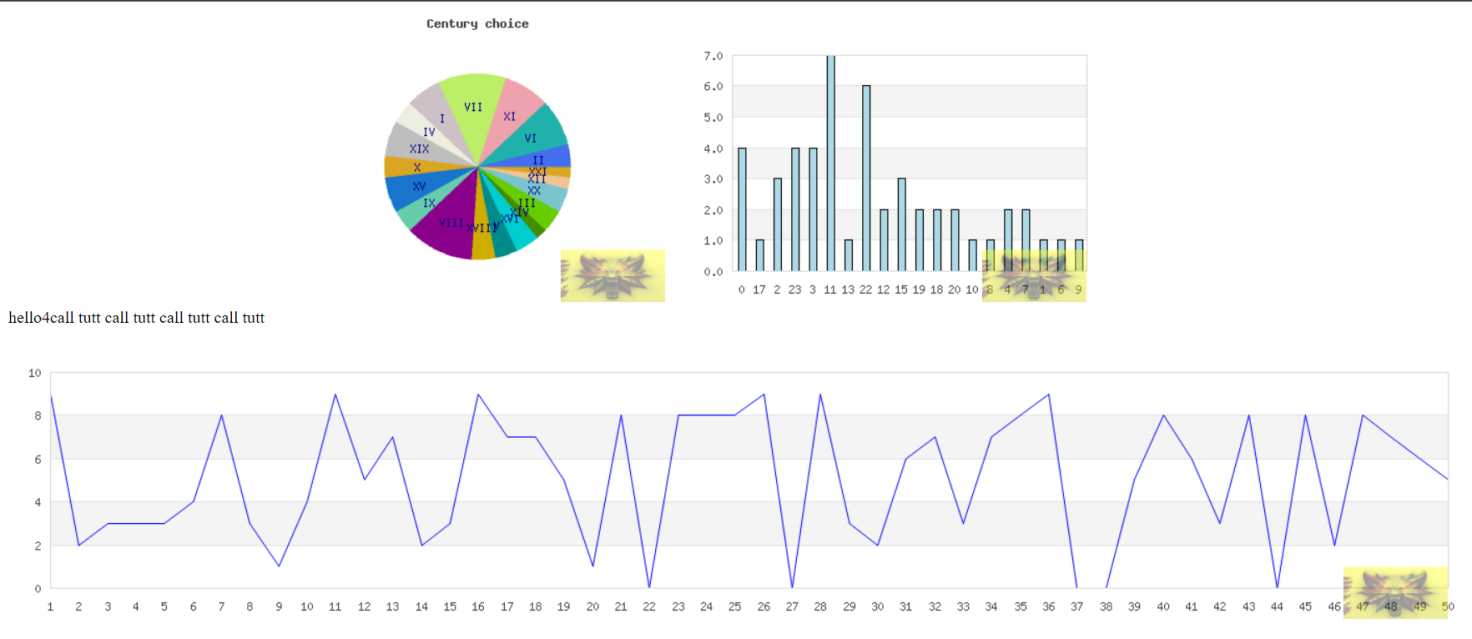 Century choice
VII
XI
I
VI
IV
XIX
II
X
XXI
XII
XV
XX
IX
III
XIV
VIII
XVIII
V
XVI
7.0
6.0
5.0
4.0
3.0
2.0
1.0
0.0
0 17 2 23 3 11 13 22 12 15 19 18 20 10 8 4 7 1 6 9
hello4call tutt call tutt call tutt call tutt
10
8
6
4
2
0
1 2 3 4 5 6 7 8 9 10 11 12 13 14 15 16 17 18 19 20 21 22 23 24 25 26 27 28 29 30 31 32 33 34 35 36 37 38 39 40 41 42 43 44 45 46 47 48 49 50